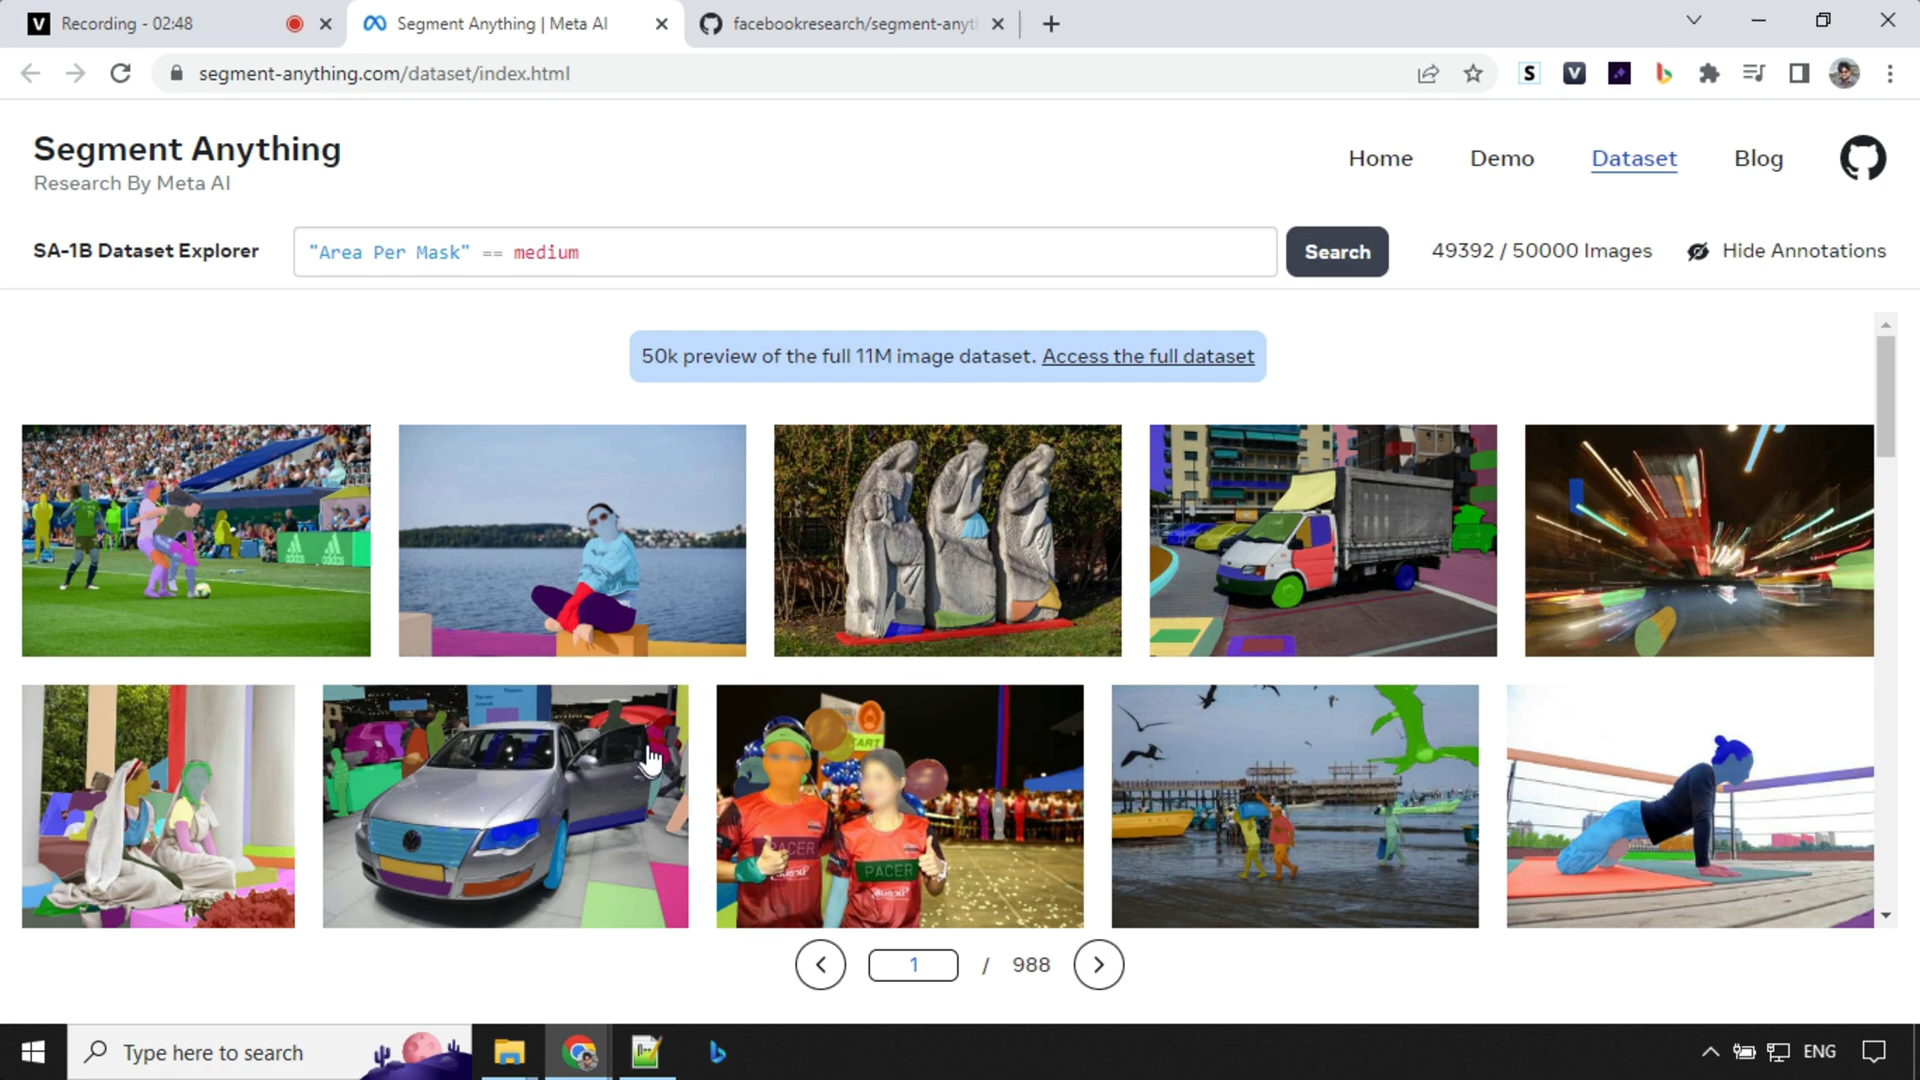 Recording - 02:48
Segment Anything | Meta AI
facebookresearch/segment-anyt
segment-anything.com/dataset/index.html
Segment Anything
Research By Meta AI
Home
Demo
Dataset
Blog
SA-1B Dataset Explorer
"Area Per Mask" == medium
Search
49392 / 50000 Images
Hide Annotations
50k preview of the full 11M image dataset. Access the full dataset
adidas
adidas
START
PACER
PACER
1 / 988
Type here to search
ENG